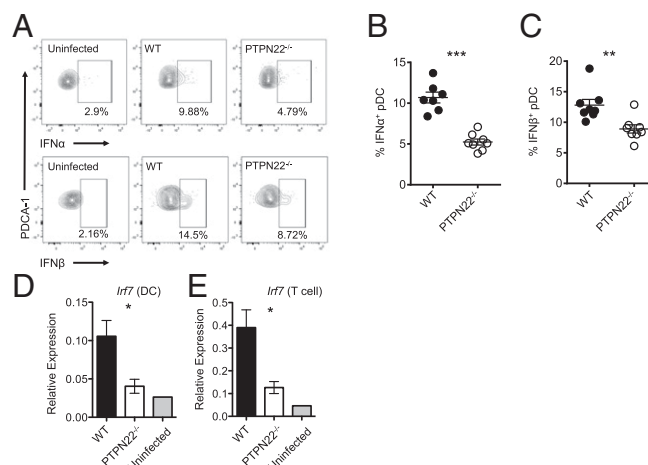 A
Uninfected
WT
PTPN22-/-
2.9%
9.88%
4.79%
IFNα
Uninfected
WT
PTPN22-/-
2.16%
14.5%
8.72%
PDCA-1
IFNβ
B
***
% IFNα+ pDC
15
10
5
0
WT
PTPN22-/-
C
**
% IFNβ+ pDC
20
15
10
5
0
WT
PTPN22-/-
D
Irf7 (DC)
*
Relative Expression
0.15
0.10
0.05
0.00
WT
PTPN22-/-
Uninfected
E
Irf7 (T cell)
*
Relative Expression
0.5
0.4
0.3
0.2
0.1
0.0
WT
PTPN22-/-
Uninfected